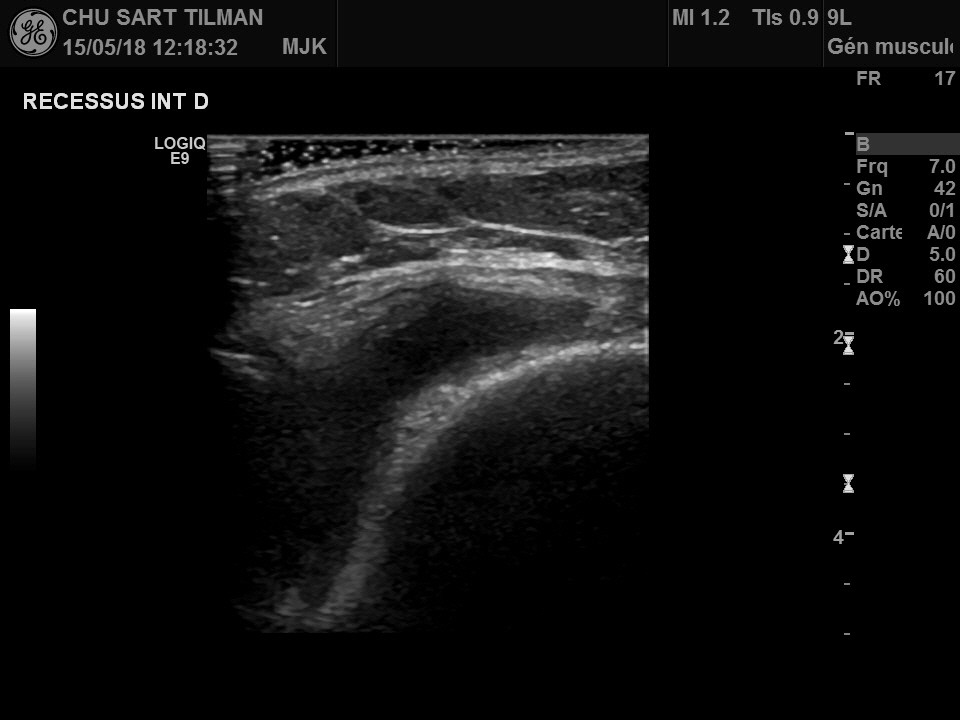 CHU SART TILMAN
15/05/18 12:18:32 MJK
MI 1.2 TIs 0.9
9L
Gén muscul
FR 17
RECESSUS INT D
LOGIQ
E9
B
Frq 7.0
Gn 42
S/A 0/1
Carte A/0
D 5.0
DR 60
AO% 100
2
4